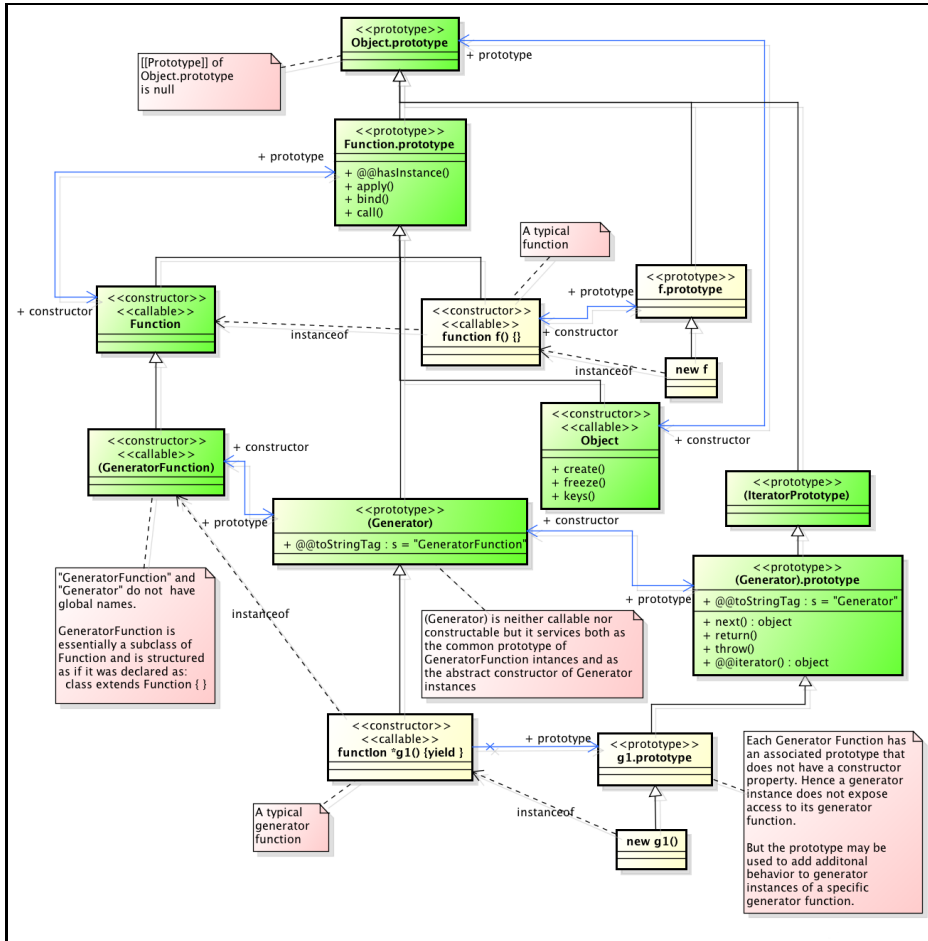 <<prototype>>
Object.prototype
+ prototype
[[Prototype]] of
Object.prototype
is null
<<prototype>>
Function.prototype
+ @@hasInstance()
+ apply()
+ bind()
+ call()
+ prototype
+ constructor
A typical
function
<<constructor>>
<<callable>>
Function
instanceof
<<constructor>>
<<callable>>
function f() {}
+ prototype
+ constructor
<<prototype>>
f.prototype
instanceof
new f
<<constructor>>
<<callable>>
Object
+ create()
+ freeze()
+ keys()
+ constructor
<<constructor>>
<<callable>>
(GeneratorFunction)
+ constructor
+ prototype
<<prototype>>
(Generator)
+ @@toStringTag : s = "GeneratorFunction"
+ constructor
+ prototype
<<prototype>>
(IteratorPrototype)
<<prototype>>
(Generator).prototype
+ @@toStringTag : s = "Generator"
+ next() : object
+ return()
+ throw()
+ @@iterator() : object
"GeneratorFunction" and
"Generator" do not have
global names.
GeneratorFunction is
essentially a subclass of
Function and is structured
as if it was declared as:
class extends Function { }
instanceof
(Generator) is neither callable nor
constructable but it services both as
the common prototype of
GeneratorFunction intances and as
the abstract constructor of Generator
instances
<<constructor>>
<<callable>>
function *g1() {yield }
+ prototype
<<prototype>>
g1.prototype
A typical
generator
function
instanceof
new g1()
Each Generator Function has
an associated prototype that
does not have a constructor
property. Hence a generator
instance does not expose
access to its generator
function.
But the prototype may be
used to add additonal
behavior to generator
instances of a specific
generator function.